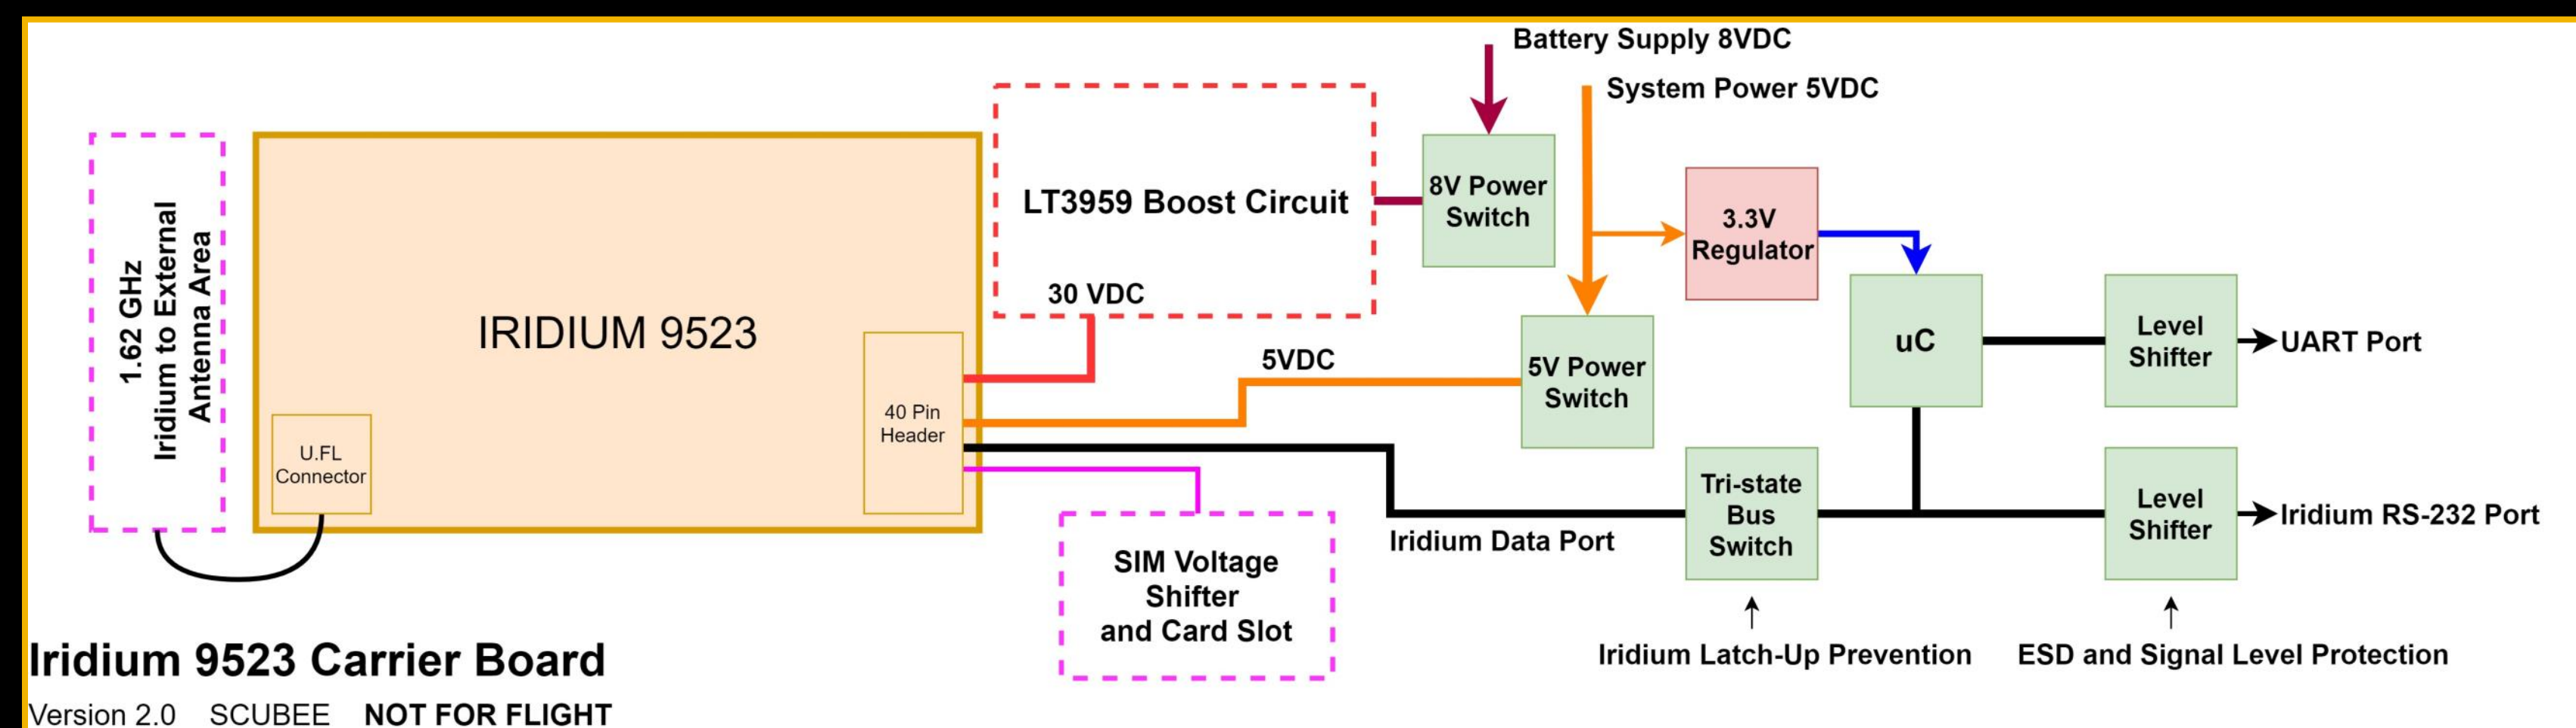 Battery Supply 8VDC
System Power 5VDC
1.62 GHz
Iridium to External
Antenna Area
IRIDIUM 9523
U.FL
Connector
40 Pin
Header
LT3959 Boost Circuit
30 VDC
8V Power
Switch
3.3V
Regulator
5VDC
5V Power
Switch
uC
Level
Shifter
UART Port
SIM Voltage
Shifter
and Card Slot
Iridium Data Port
Tri-state
Bus
Switch
Level
Shifter
Iridium RS-232 Port
Iridium Latch-Up Prevention
ESD and Signal Level Protection
Iridium 9523 Carrier Board
Version 2.0 SCUBEE NOT FOR FLIGHT